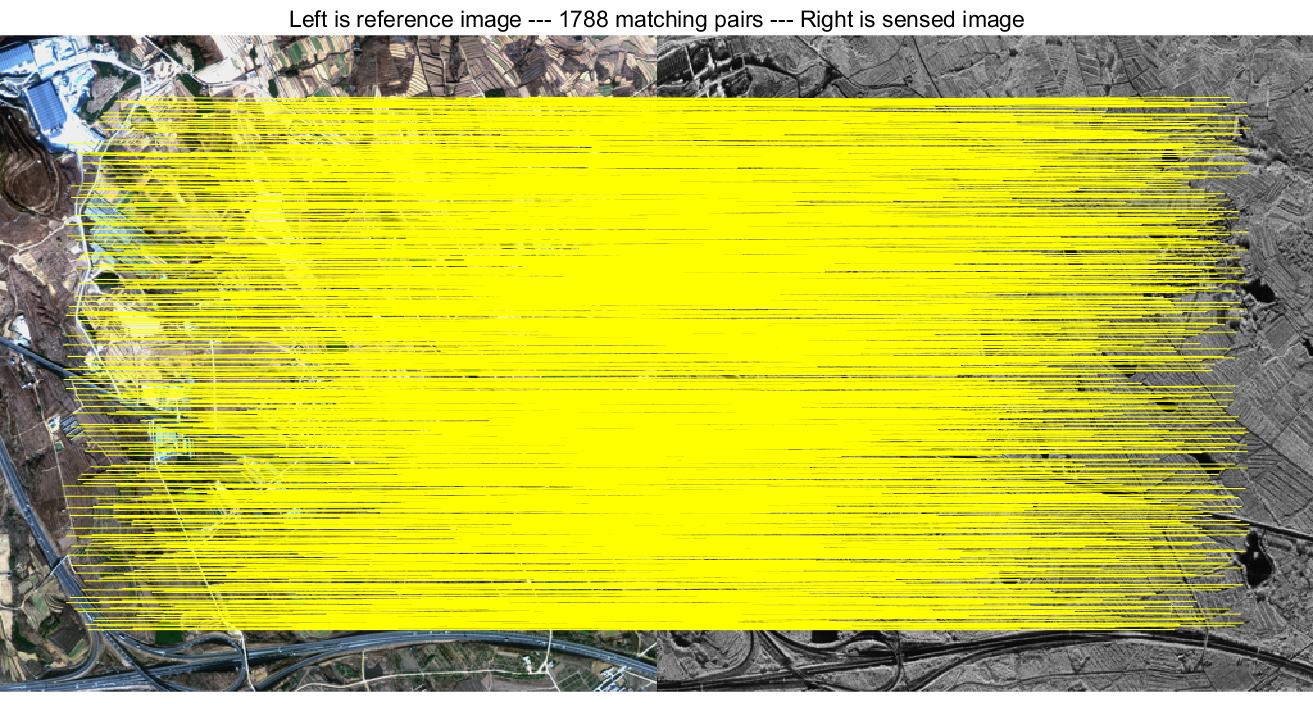 Left is reference image --- 1788 matching pairs --- Right is sensed image